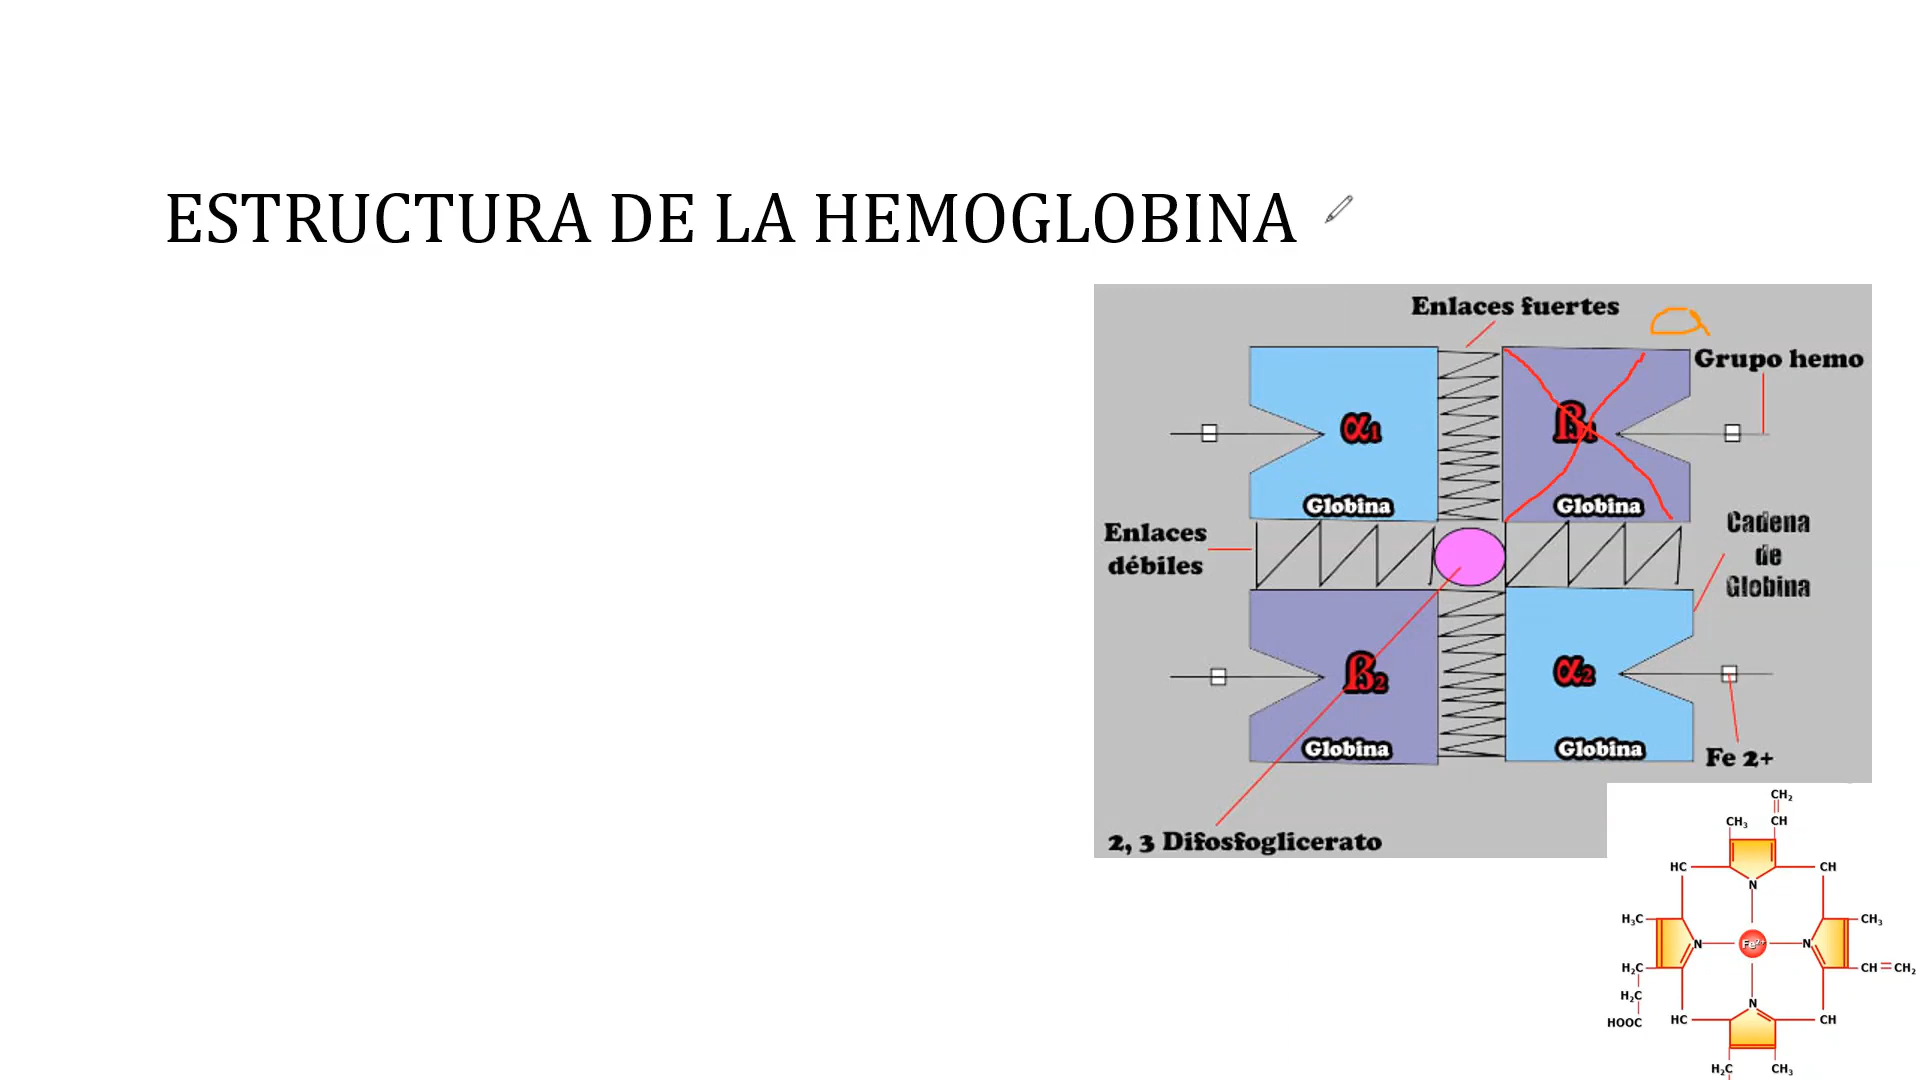 ESTRUCTURA DE LA HEMOGLOBINA
Enlaces fuertes
Grupo hemo
α1
ß1
Globina
Globina
Enlaces
débiles
Cadena
de
Globina
ß2
α2
Globina
Globina
Fe 2+
2, 3 Difosfoglicerato
CH₂
CH₃
CH
HC
CH
N
H₃C
CH₃
N
Fe²⁺
N
H₂C
CH=CH₂
H₂C
N
HOOC
HC
CH
H₂C
CH₃